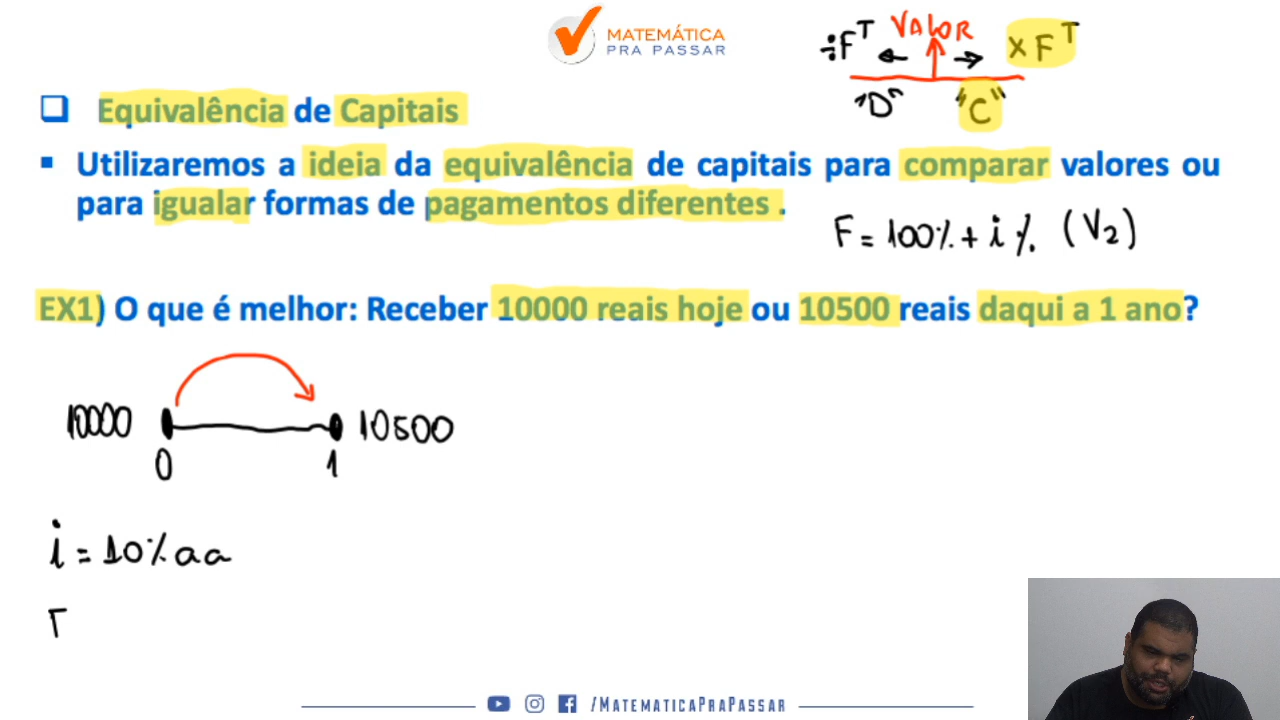 MATEMÁTICA
PRA PASSAR
÷F^T ← VALOR → × F^T
"D" "C"
❑ Equivalência de Capitais
▪ Utilizaremos a ideia da equivalência de capitais para comparar valores ou
para igualar formas de pagamentos diferentes .
F = 100% + i % (V2)
EX1) O que é melhor: Receber 10000 reais hoje ou 10500 reais daqui a 1 ano?
10000 10500
0 1
i = 10% aa
/MATEMATICAPRAPASSAR